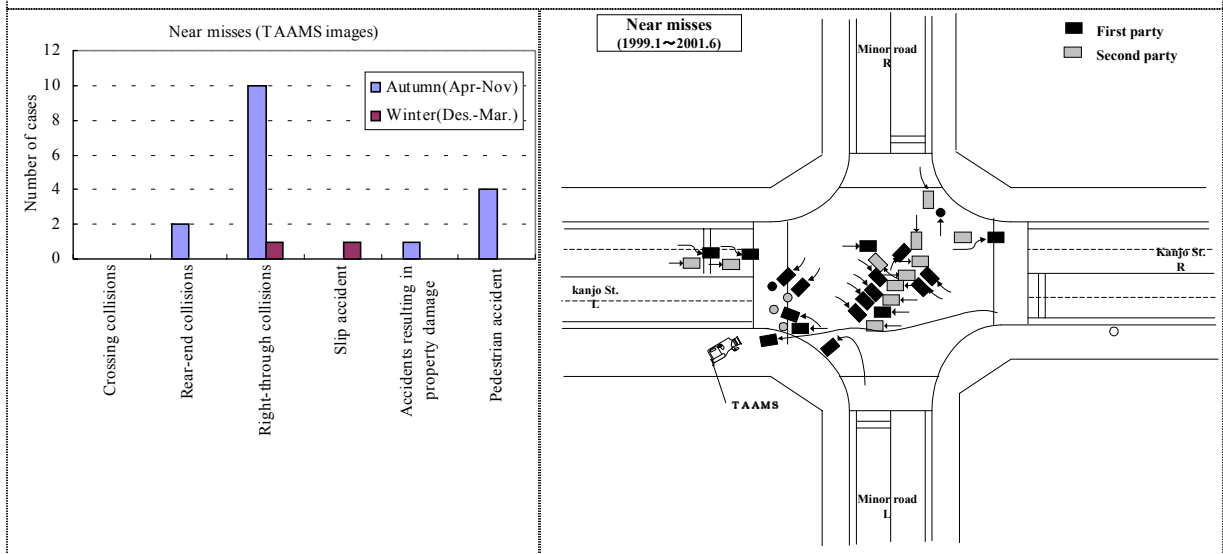 Near misses (TAAMS images)
12
10
8
6
4
2
0
Number of cases
Autumn(Apr-Nov)
Winter(Des.-Mar.)
Crossing collisions
Rear-end collisions
Right-through collisions
Slip accident
Accidents resulting in
property damage
Pedestrian accident
Near misses
(1999.1～2001.6)
Minor road
R
First party
Second party
kanjo St.
L
Kanjo St.
R
TAAMS
Minor road
L